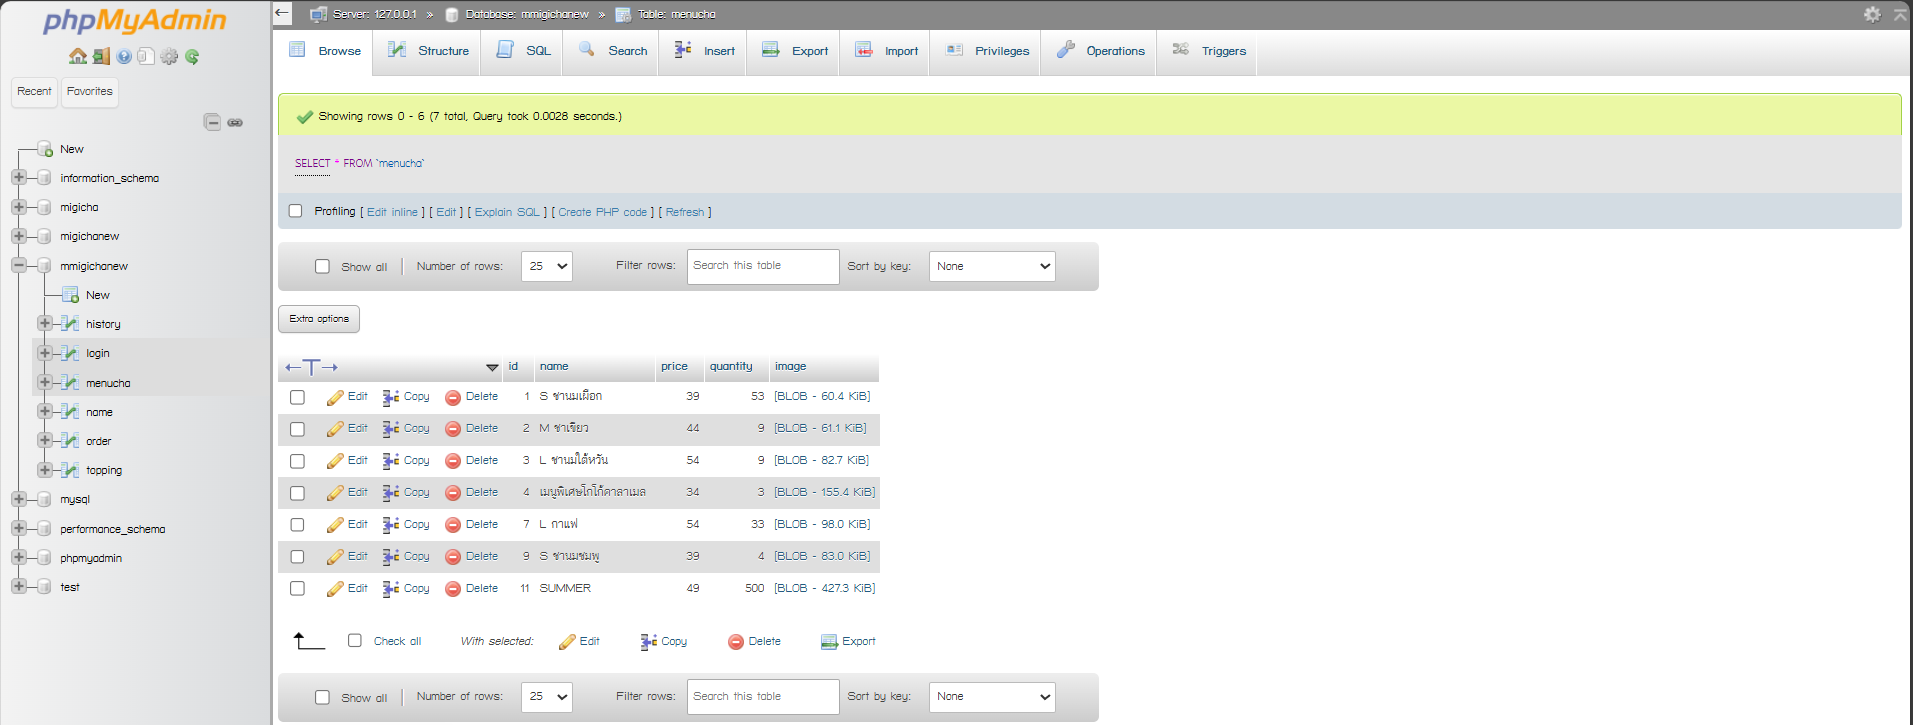 phpMyAdmin
Recent Favorites
New
information_schema
migicha
migichanew
mmigichanew
New
history
login
menucha
name
order
topping
mysql
performance_schema
phpmyadmin
test
Server: 127.0.0.1 » Database: mmigichanew » Table: menucha
Browse Structure SQL Search Insert Export Import Privileges Operations Triggers
Showing rows 0 - 6 (7 total, Query took 0.0028 seconds.)
SELECT * FROM `menucha`
Profiling [ Edit inline ] [ Edit ] [ Explain SQL ] [ Create PHP code ] [ Refresh ]
Show all Number of rows: 25 Filter rows: Search this table Sort by key: None
Extra options
id name price quantity image
Edit Copy Delete 1 S ชานมเผือก 39 53 [BLOB - 60.4 KiB]
Edit Copy Delete 2 M ชาเขียว 44 9 [BLOB - 61.1 KiB]
Edit Copy Delete 3 L ชานมใต้หวัน 54 9 [BLOB - 82.7 KiB]
Edit Copy Delete 4 เมนูพิเศษโกโก้คาลาเมล 34 3 [BLOB - 155.4 KiB]
Edit Copy Delete 7 L กาแฟ 54 33 [BLOB - 98.0 KiB]
Edit Copy Delete 9 S ชานมชมพู 39 4 [BLOB - 83.0 KiB]
Edit Copy Delete 11 SUMMER 49 500 [BLOB - 427.3 KiB]
Check all With selected: Edit Copy Delete Export
Show all Number of rows: 25 Filter rows: Search this table Sort by key: None